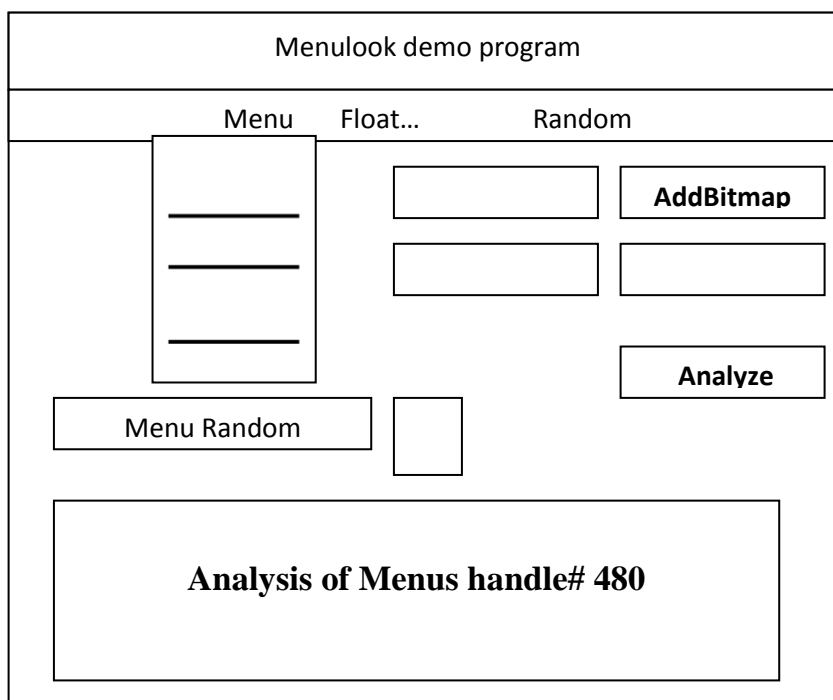 Menulook demo program
Menu Float... Random
AddBitmap
Analyze
Menu Random
Analysis of Menus handle# 480